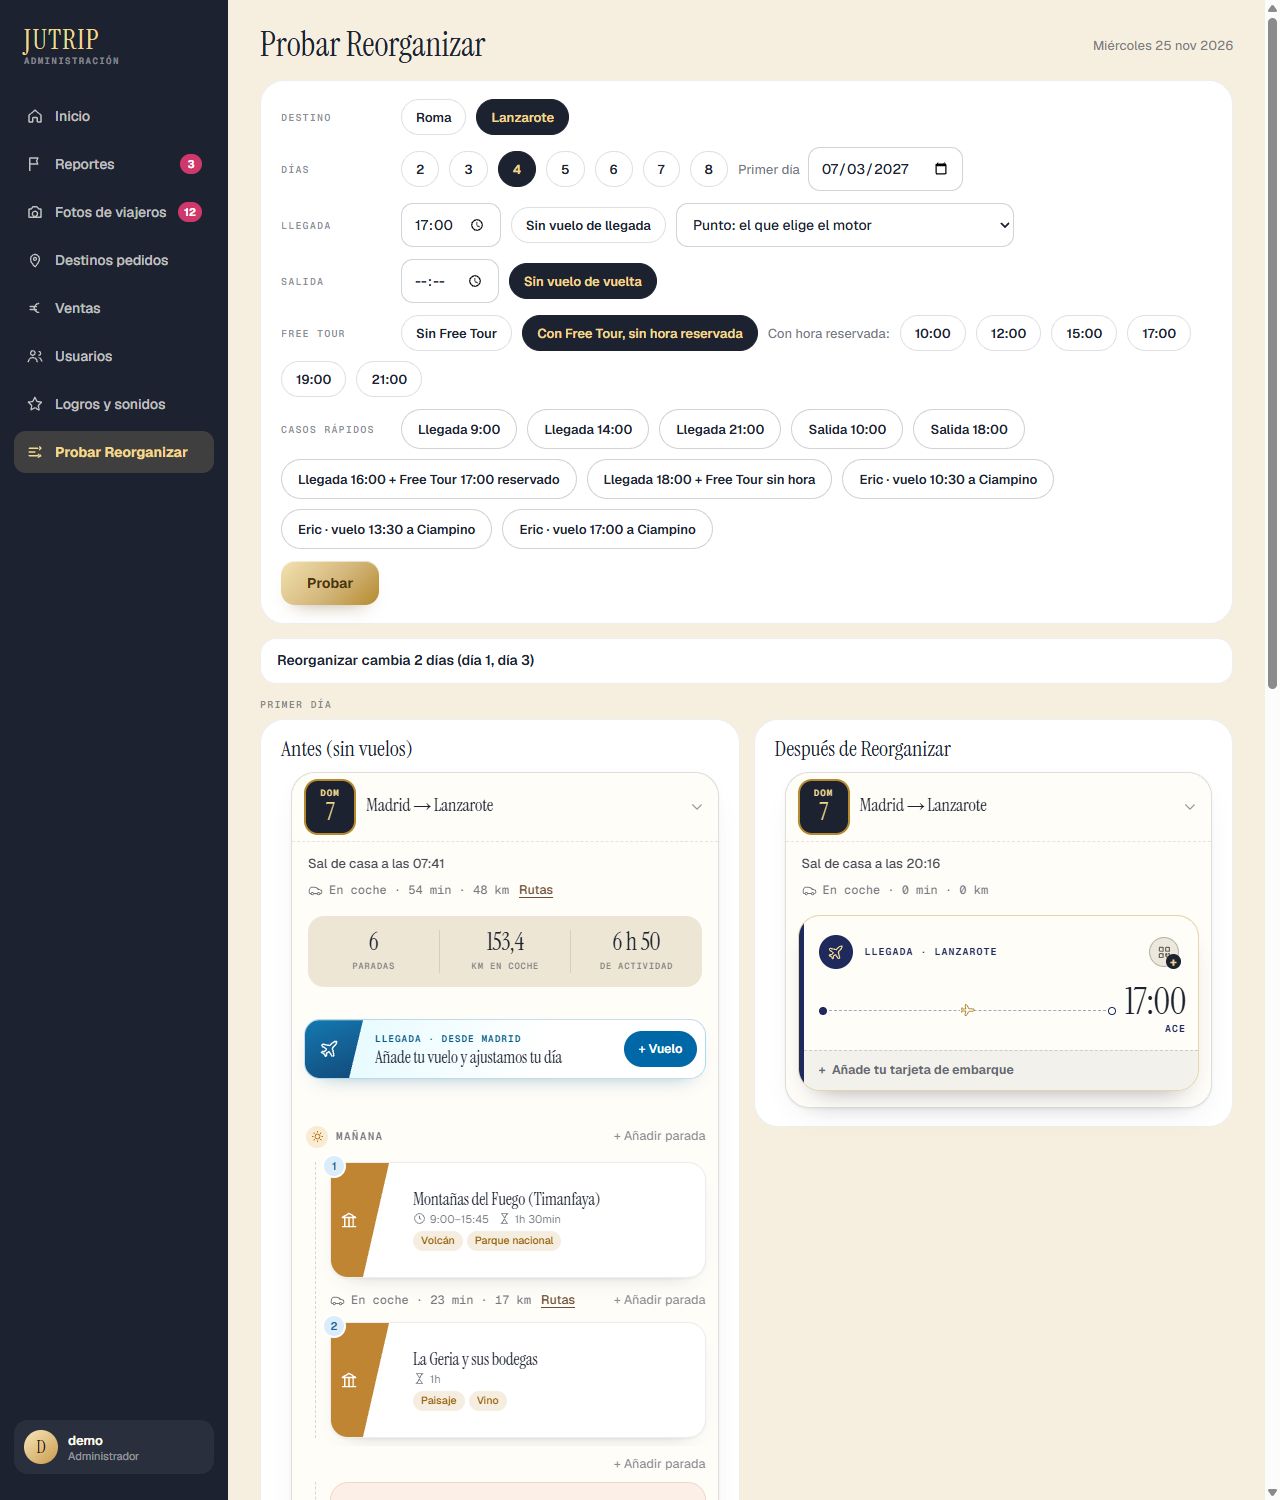 JUTRIP
ADMINISTRACIÓN
Inicio
Reportes 3
Fotos de viajeros 12
Destinos pedidos
Ventas
Usuarios
Logros y sonidos
Probar Reorganizar
D demo
Administrador
Probar Reorganizar
Miércoles 25 nov 2026
DESTINO Roma Lanzarote
DÍAS 2 3 4 5 6 7 8 Primer día 07/03/2027
LLEGADA 17:00 Sin vuelo de llegada Punto: el que elige el motor
SALIDA --:-- Sin vuelo de vuelta
FREE TOUR Sin Free Tour Con Free Tour, sin hora reservada Con hora reservada: 10:00 12:00 15:00 17:00
19:00 21:00
CASOS RÁPIDOS Llegada 9:00 Llegada 14:00 Llegada 21:00 Salida 10:00 Salida 18:00
Llegada 16:00 + Free Tour 17:00 reservado Llegada 18:00 + Free Tour sin hora Eric · vuelo 10:30 a Ciampino
Eric · vuelo 13:30 a Ciampino Eric · vuelo 17:00 a Ciampino
Probar
Reorganizar cambia 2 días (día 1, día 3)
PRIMER DÍA
Antes (sin vuelos)
DOM
7
Madrid → Lanzarote
Sal de casa a las 07:41
En coche · 54 min · 48 km Rutas
6 153,4 6 h 50
PARADAS KM EN COCHE DE ACTIVIDAD
LLEGADA · DESDE MADRID
Añade tu vuelo y ajustamos tu día
+ Vuelo
MAÑANA + Añadir parada
1
Montañas del Fuego (Timanfaya)
9:00–15:45 1h 30min
Volcán Parque nacional
En coche · 23 min · 17 km Rutas + Añadir parada
2
La Geria y sus bodegas
1h
Paisaje Vino
+ Añadir parada
Después de Reorganizar
DOM
7
Madrid → Lanzarote
Sal de casa a las 20:16
En coche · 0 min · 0 km
LLEGADA · LANZAROTE
17:00
ACE
+ Añade tu tarjeta de embarque